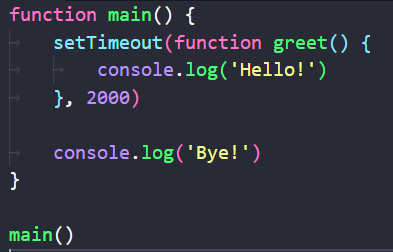 function main() {
    setTimeout(function greet() {
        console.log('Hello!')
    }, 2000)

    console.log('Bye!')
}

main()